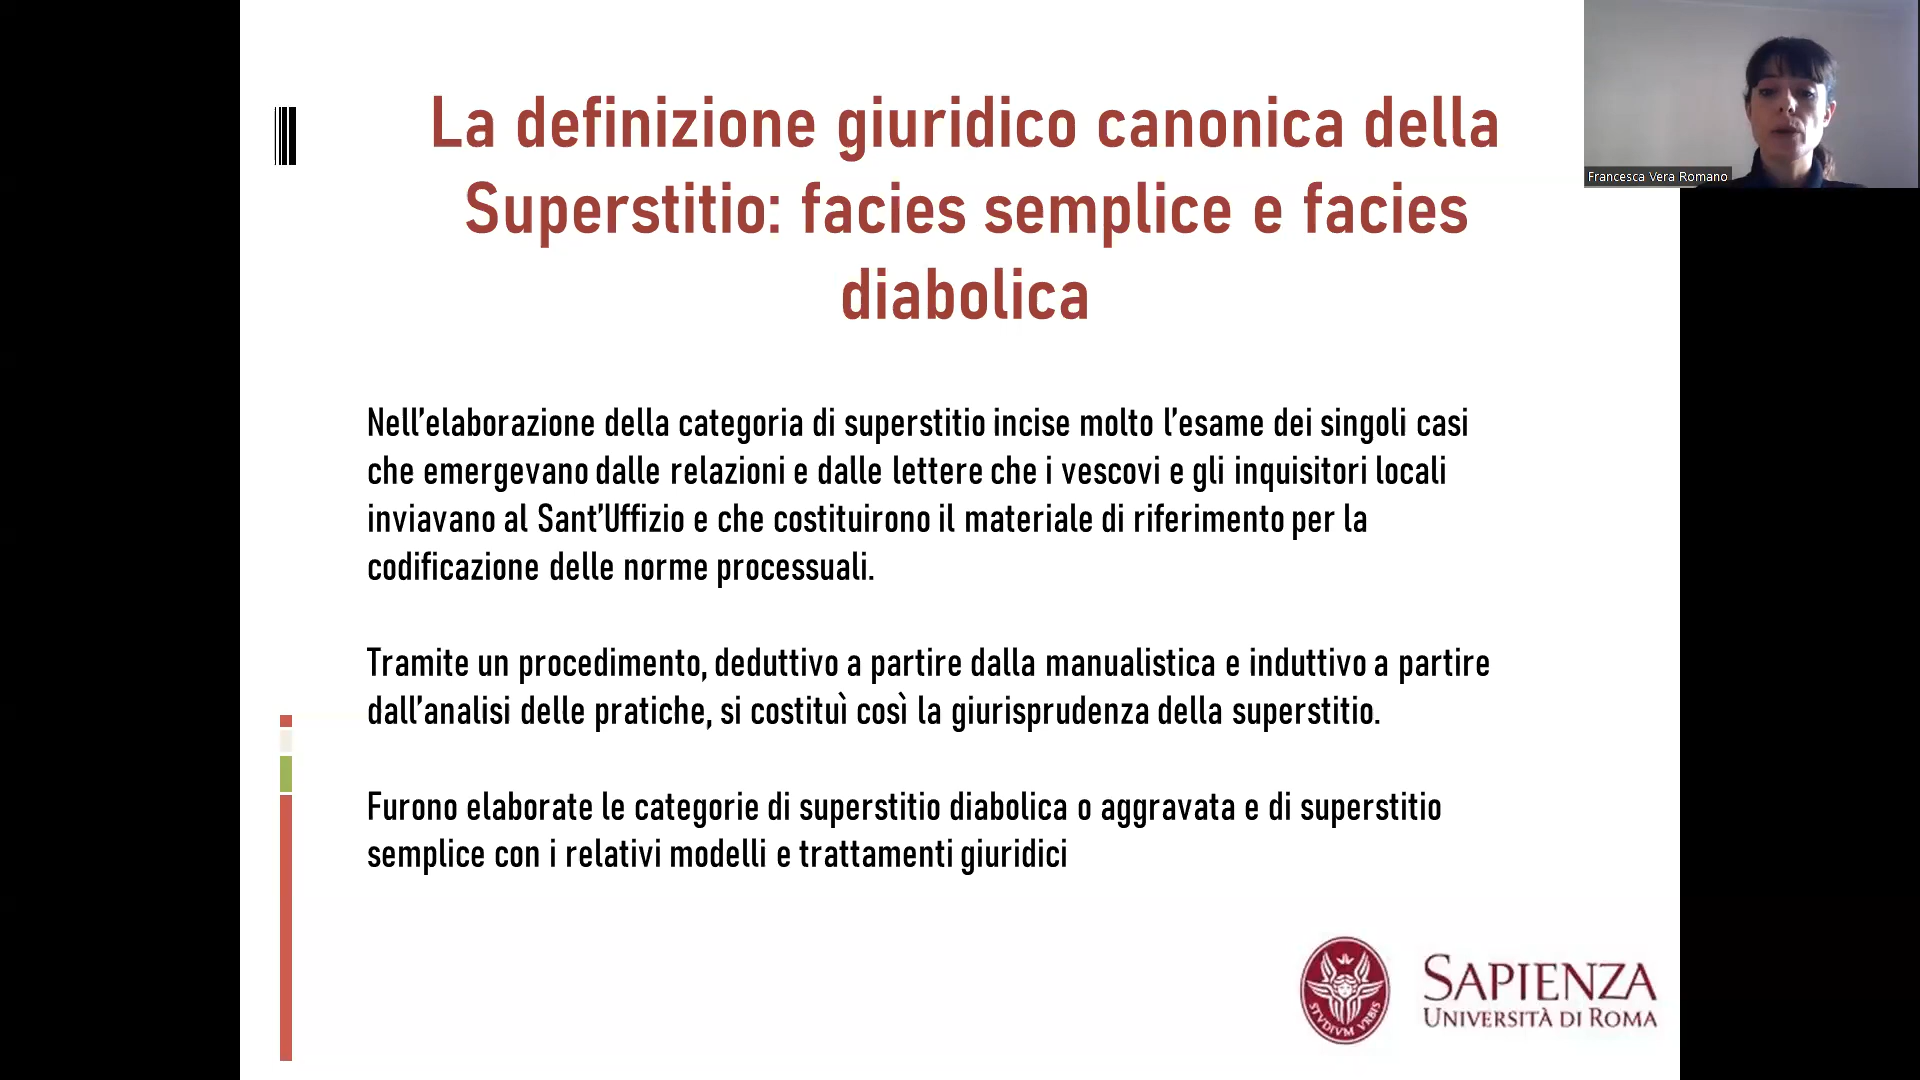 La definizione giuridico canonica della
Superstitio: facies semplice e facies
diabolica
Francesca Vera Romano
Nell’elaborazione della categoria di superstitio incise molto l’esame dei singoli casi
che emergevano dalle relazioni e dalle lettere che i vescovi e gli inquisitori locali
inviavano al Sant’Uffizio e che costituirono il materiale di riferimento per la
codificazione delle norme processuali.
Tramite un procedimento, deduttivo a partire dalla manualistica e induttivo a partire
dall’analisi delle pratiche, si costituì così la giurisprudenza della superstitio.
Furono elaborate le categorie di superstitio diabolica o aggravata e di superstitio
semplice con i relativi modelli e trattamenti giuridici
STVDIVM VRBIS
SAPIENZA
UNIVERSITÀ DI ROMA